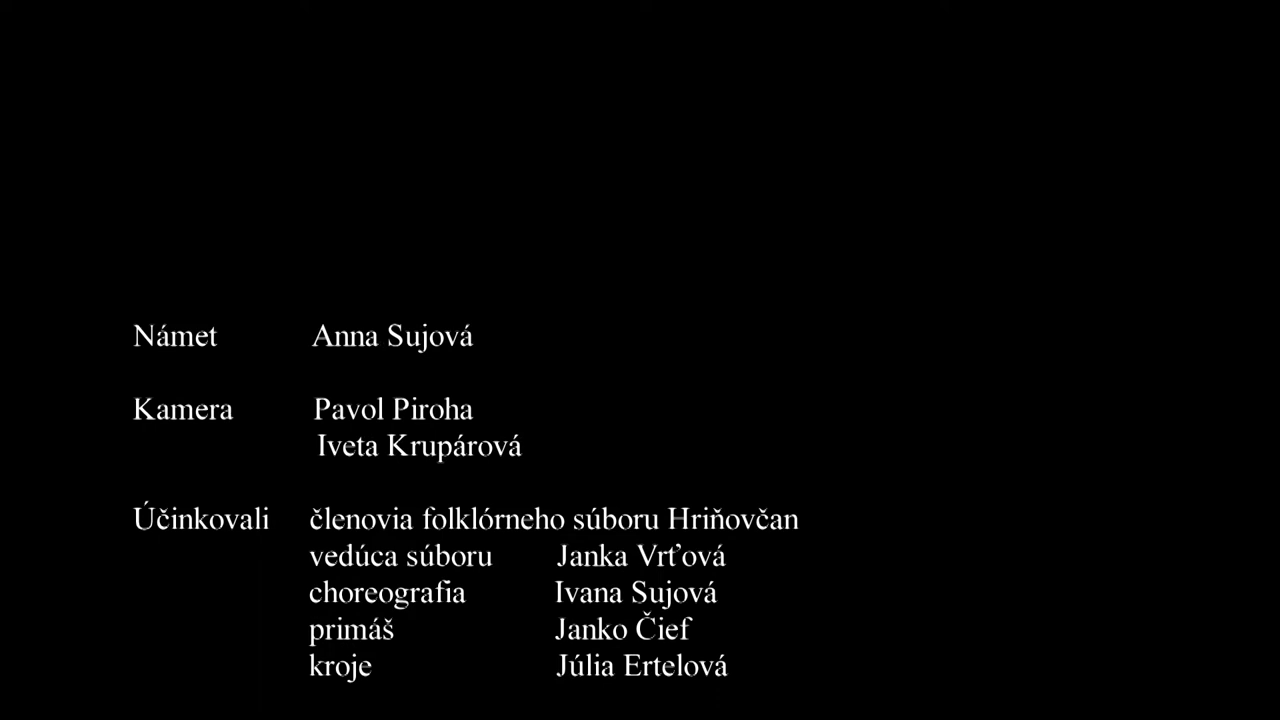 Námet Anna Sujová
Kamera Pavol Piroha
Iveta Krupárová
Účinkovali členovia folklórneho súboru Hriňovčan
vedúca súboru Janka Vrťová
choreografia Ivana Sujová
primáš Janko Čief
kroje Júlia Ertelová